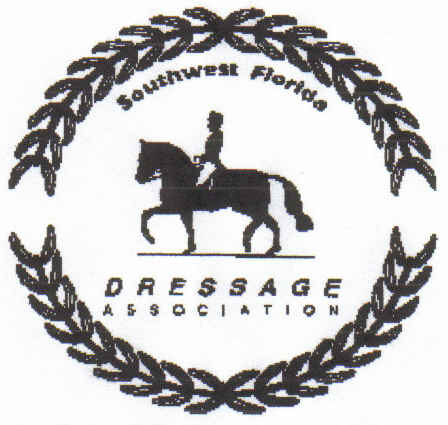 Southwest Florida
DRESSAGE
ASSOCIATION